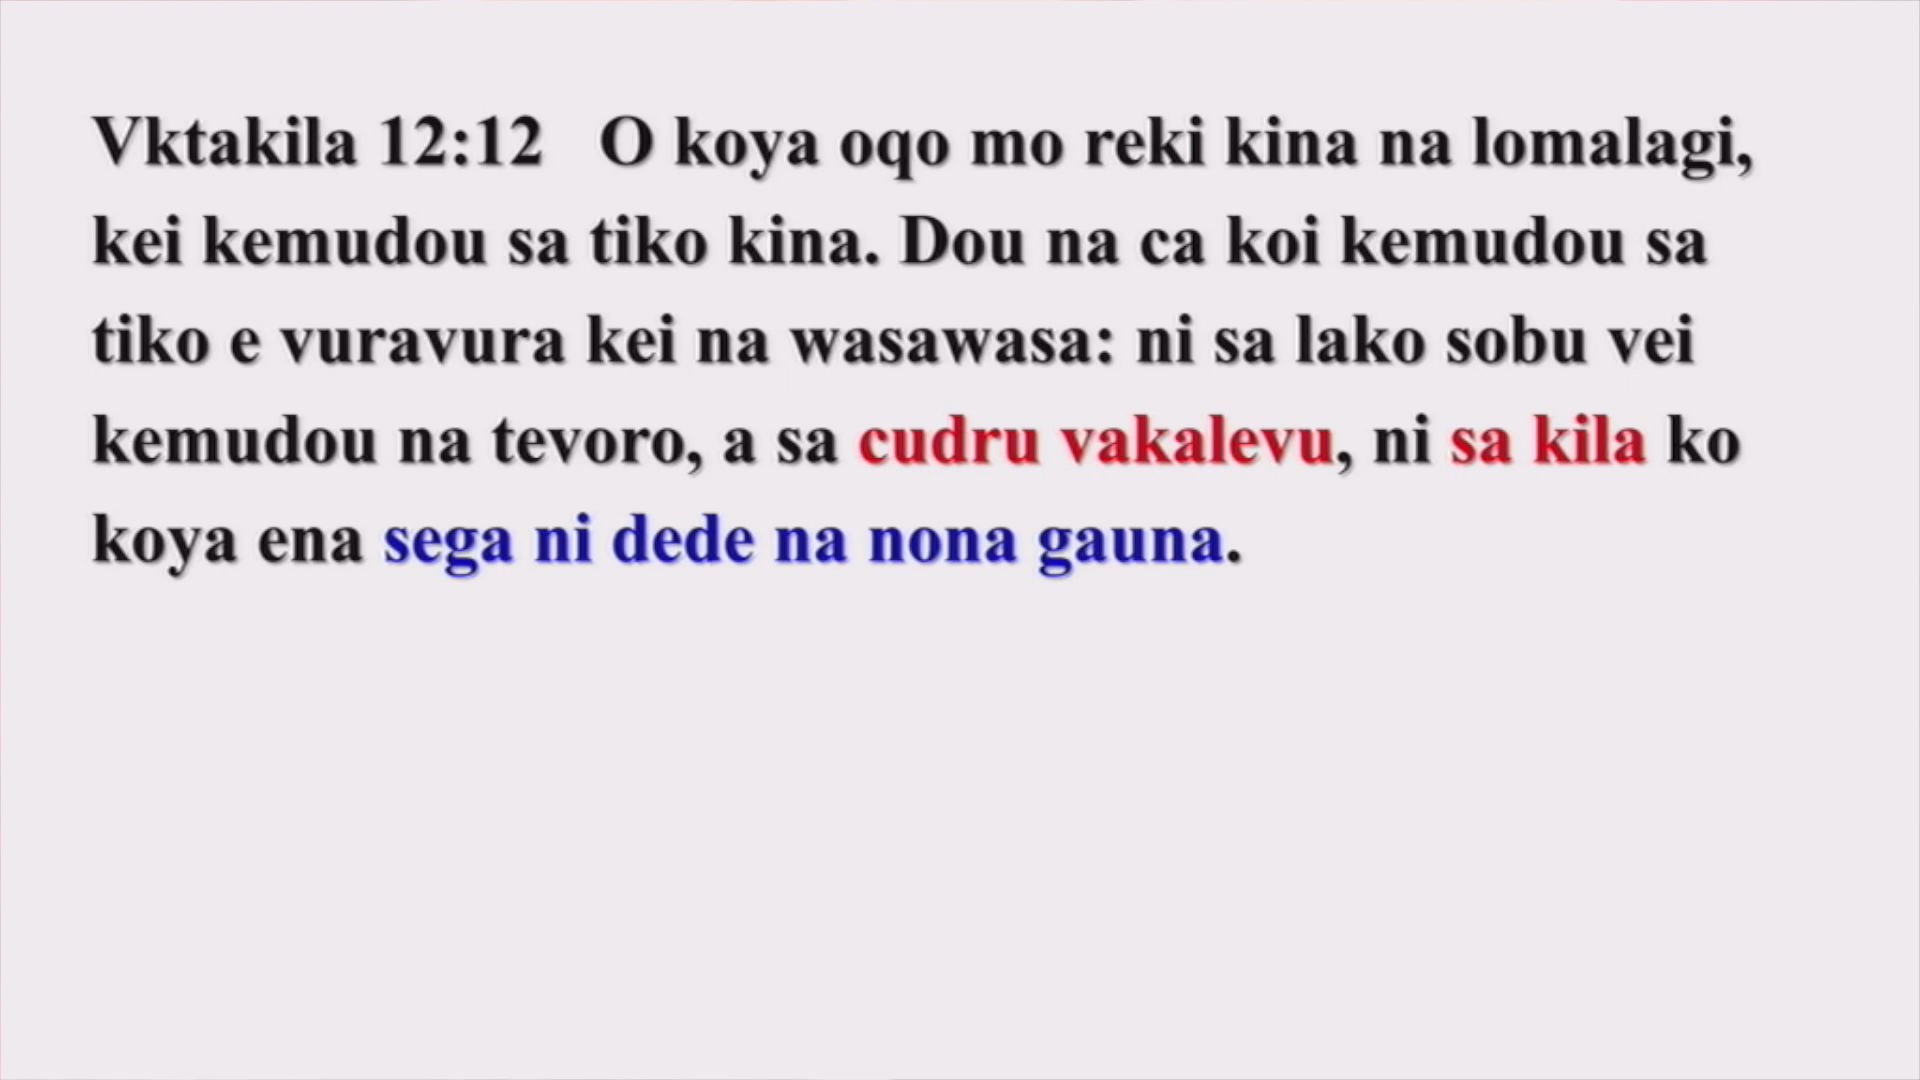 Vktakila 12:12 O koya oqo mo reki kina na lomalagi,
kei kemudou sa tiko kina. Dou na ca koi kemudou sa
tiko e vuravura kei na wasawasa: ni sa lako sobu vei
kemudou na tevoro, a sa cudru vakalevu, ni sa kila ko
koya ena sega ni dede na nona gauna.